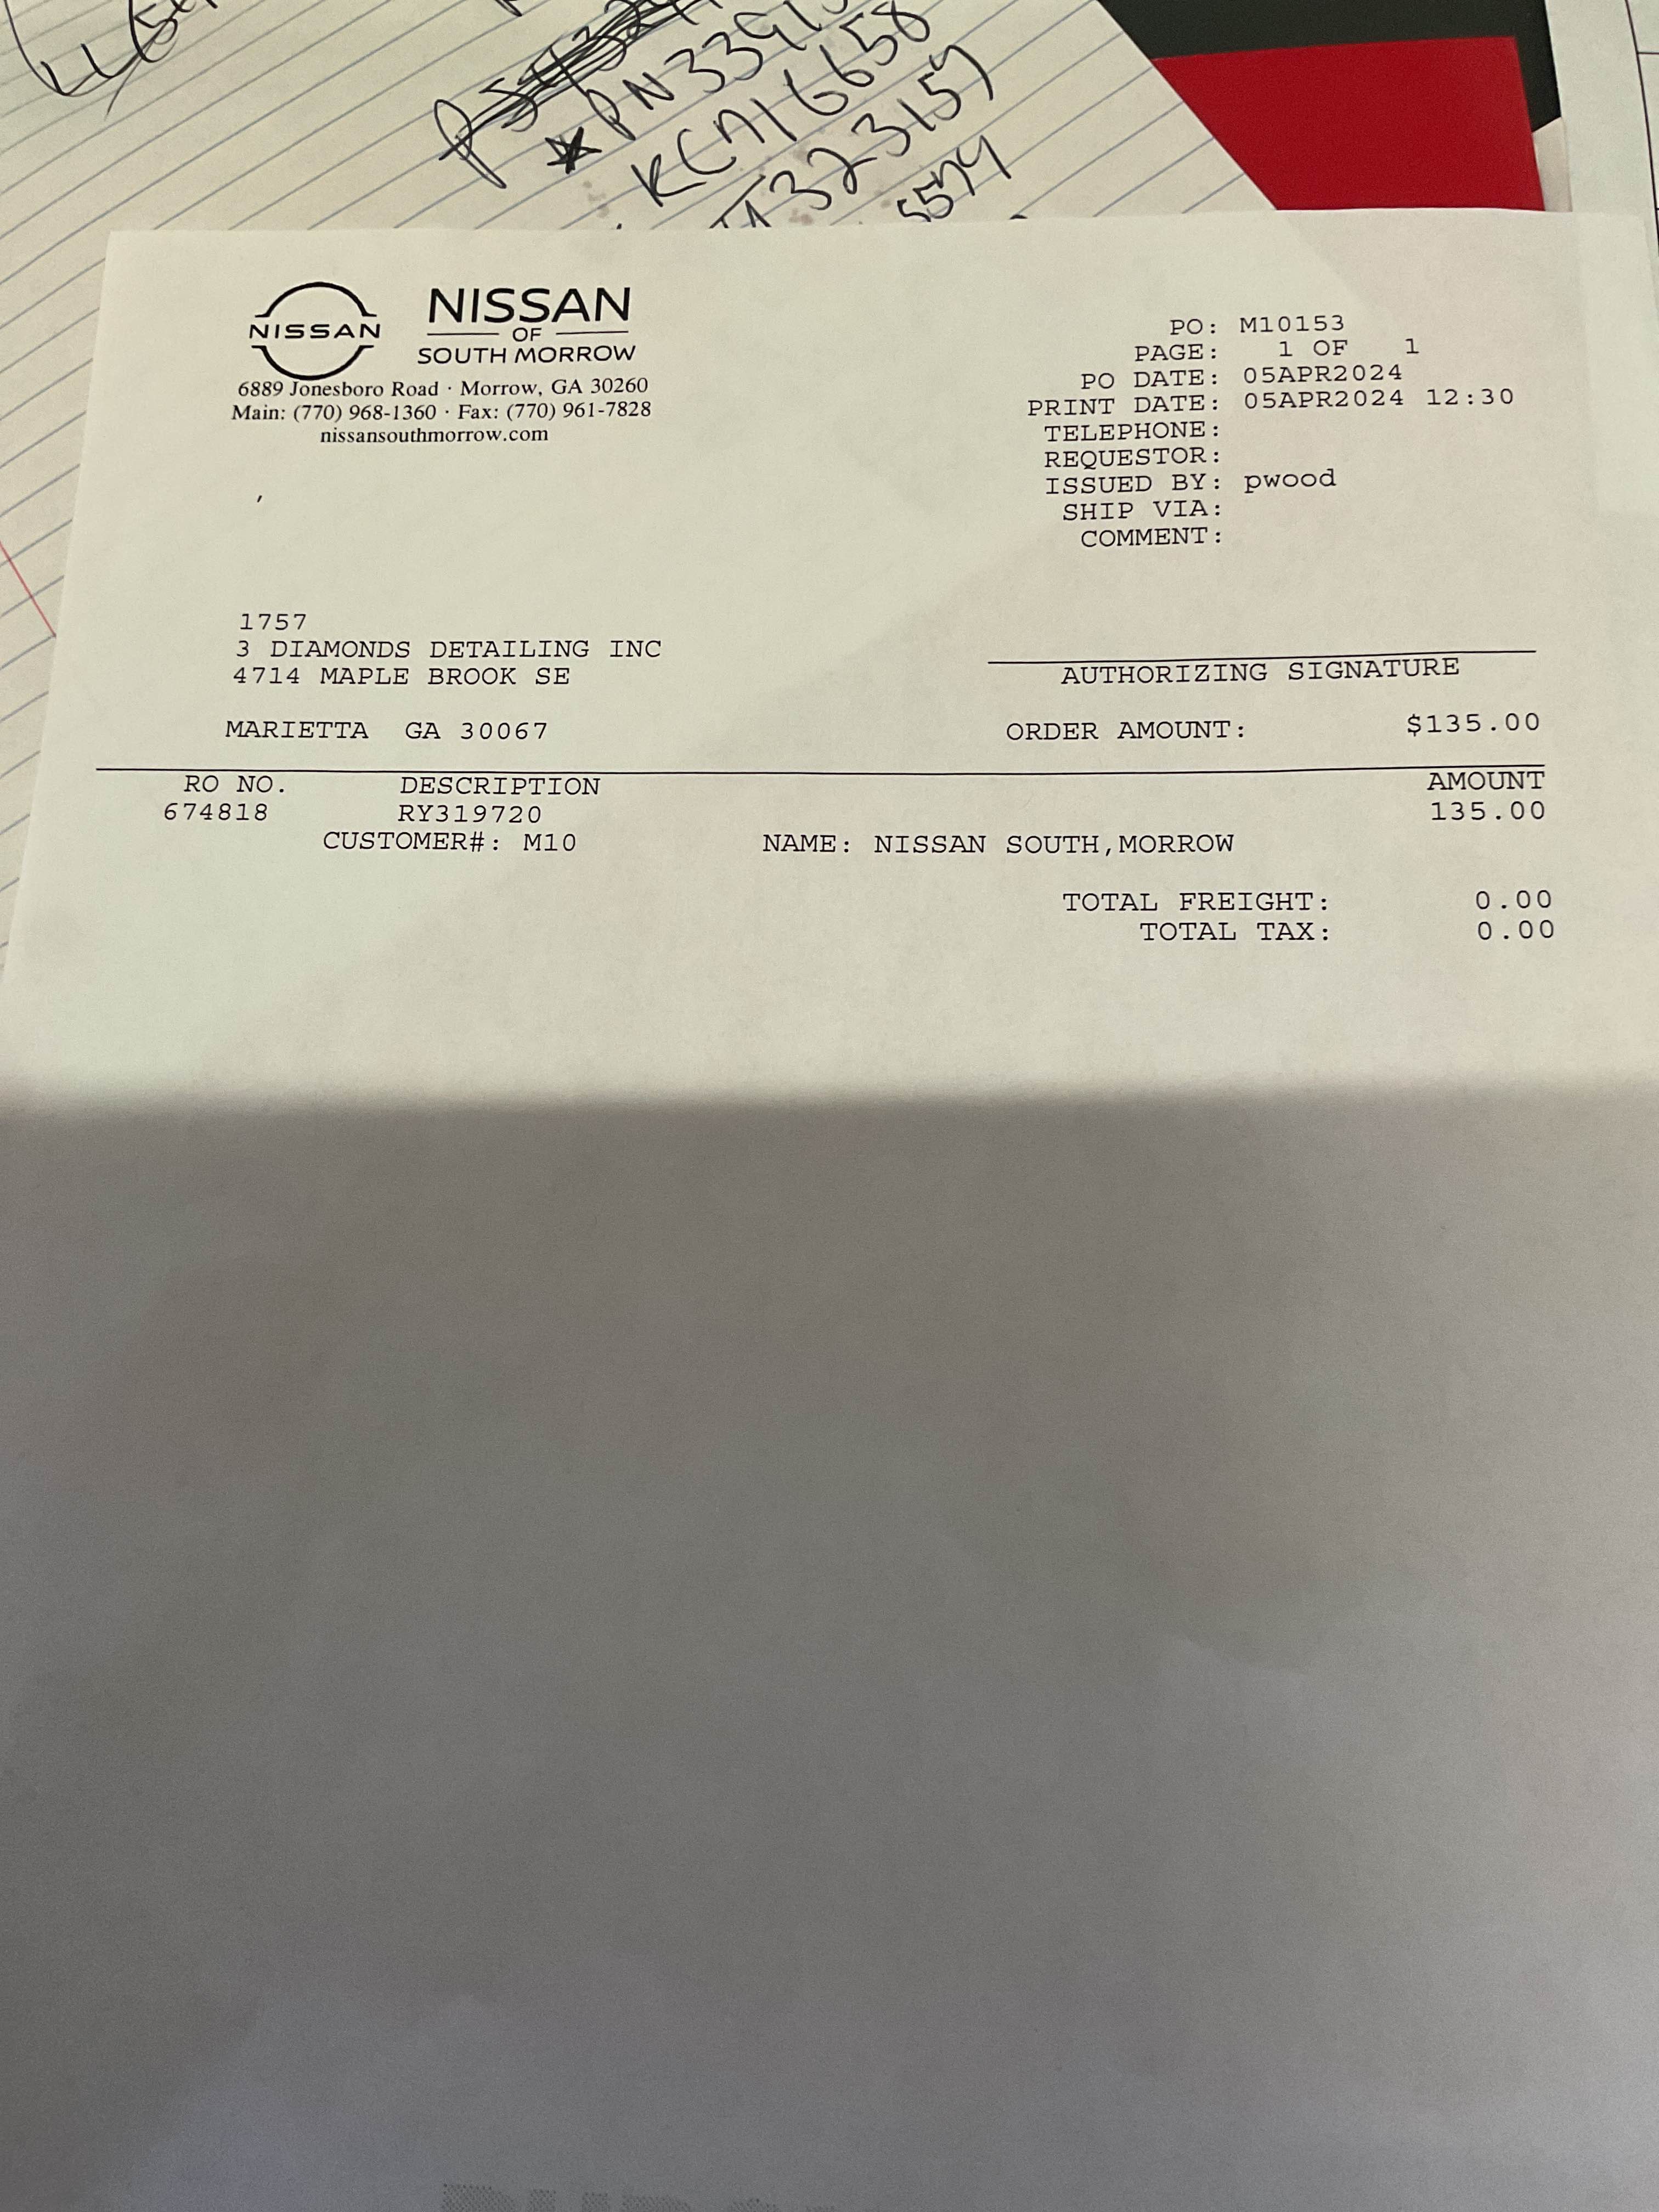 KCM16658
323157
5574
NISSAN
NISSAN
OF
SOUTH MORROW
6889 Jonesboro Road · Morrow, GA 30260
Main: (770) 968-1360 · Fax: (770) 961-7828
nissansouthmorrow.com
PO: M10153
PAGE: 1 OF 1
PO DATE: 05APR2024
PRINT DATE: 05APR2024 12:30
TELEPHONE:
REQUESTOR:
ISSUED BY: pwood
SHIP VIA:
COMMENT:
,
1757
3 DIAMONDS DETAILING INC
4714 MAPLE BROOK SE
MARIETTA GA 30067
AUTHORIZING SIGNATURE
ORDER AMOUNT: $135.00
RO NO. DESCRIPTION AMOUNT
674818 RY319720 135.00
CUSTOMER#: M10 NAME: NISSAN SOUTH,MORROW
TOTAL FREIGHT: 0.00
TOTAL TAX: 0.00